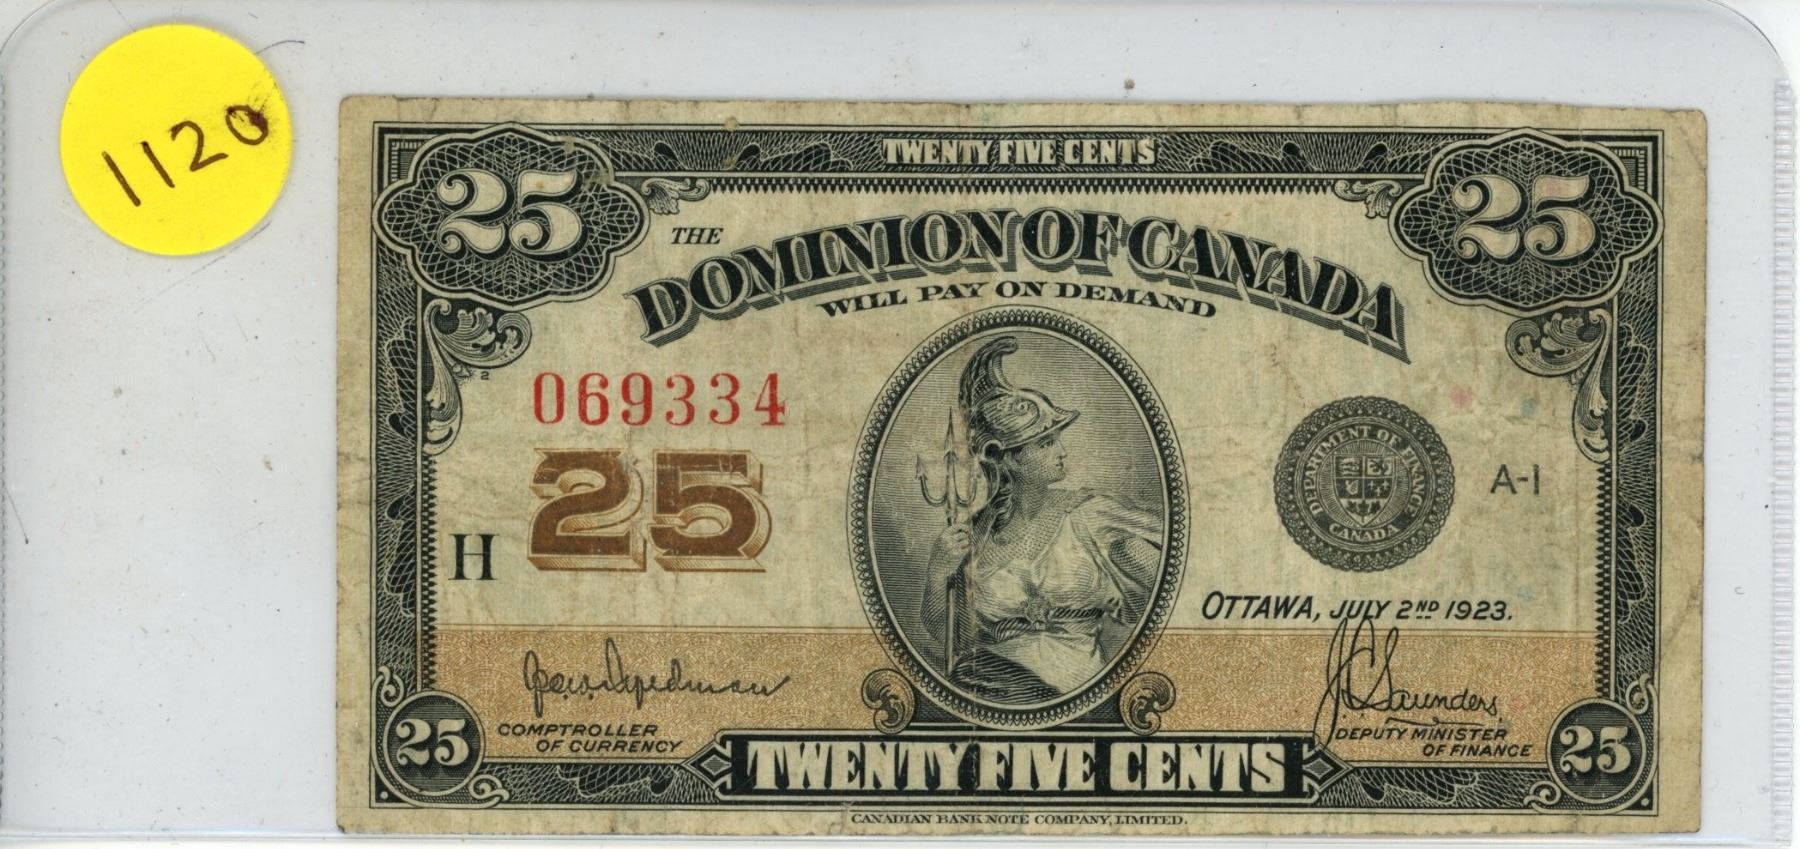 1120
TWENTY FIVE CENTS
25 25
THE
DOMINION OF CANADA
WILL PAY ON DEMAND
2
069334
25
DEPARTMENT OF FINANCE
CANADA
A-1
H
OTTAWA, JULY 2ND 1923.
J.C. Saunders
COMPTROLLER
OF CURRENCY
DEPUTY MINISTER
OF FINANCE
25 TWENTY FIVE CENTS 25
CANADIAN BANK NOTE COMPANY, LIMITED.